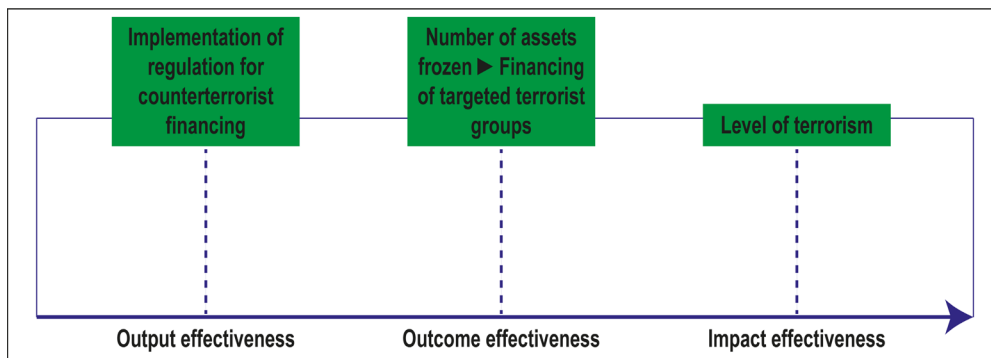 Implementation of
regulation for
counterterrorist
financing
Number of assets
frozen ► Financing
of targeted terrorist
groups
Level of terrorism
Output effectiveness
Outcome effectiveness
Impact effectiveness